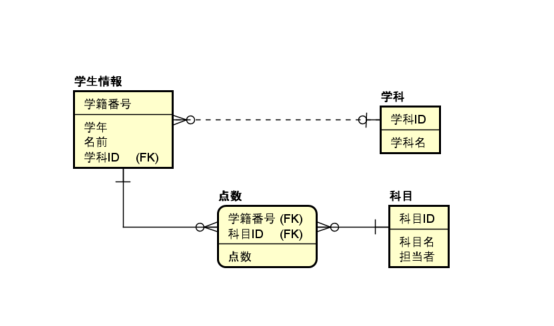 学生情報
学籍番号
学年
名前
学科ID (FK)
学科
学科ID
学科名
点数
学籍番号 (FK)
科目ID (FK)
点数
科目
科目ID
科目名
担当者